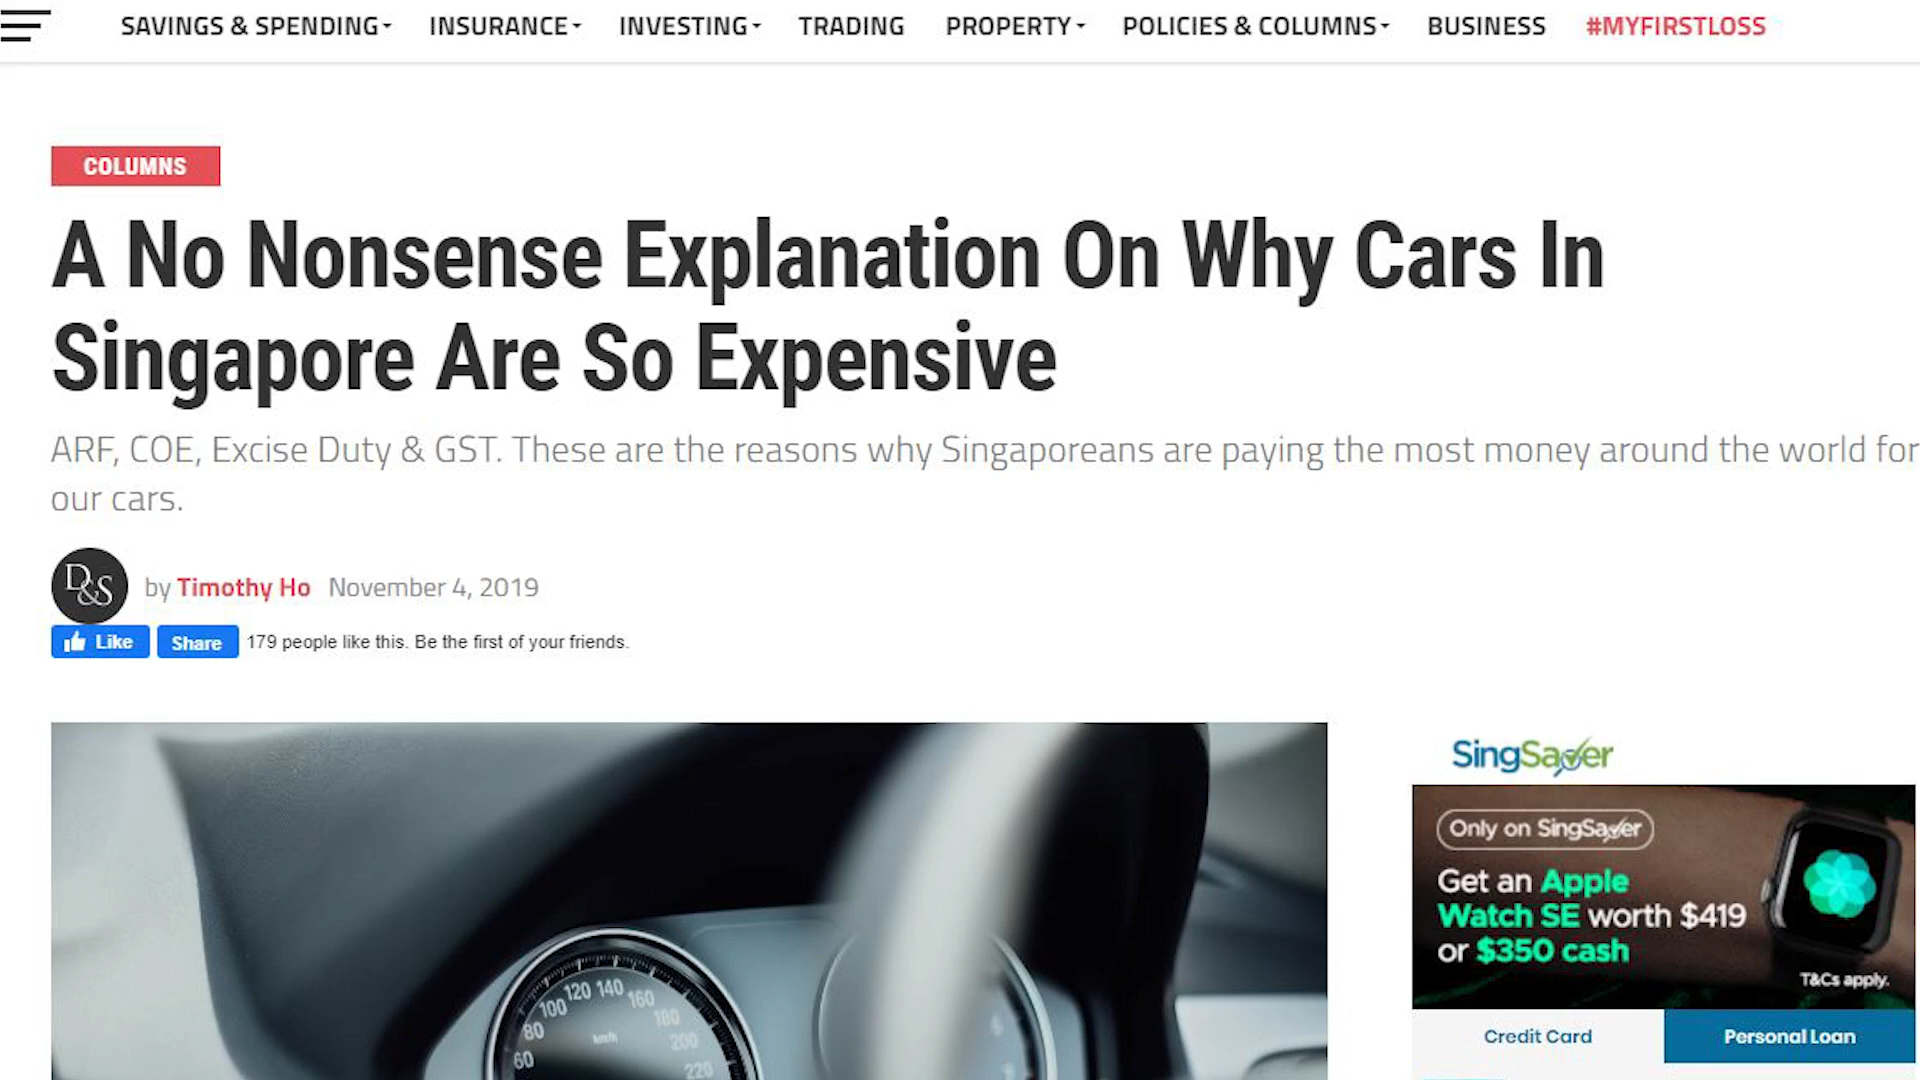 SAVINGS & SPENDING INSURANCE INVESTING TRADING PROPERTY POLICIES & COLUMNS BUSINESS #MYFIRSTLOSS
COLUMNS
A No Nonsense Explanation On Why Cars In
Singapore Are So Expensive
ARF, COE, Excise Duty & GST. These are the reasons why Singaporeans are paying the most money around the world for
our cars.
D&S
by Timothy Ho November 4, 2019
Like Share 179 people like this. Be the first of your friends.
60
80
100
120
140
160
180
200
220
km/h
SingSaver
Only on SingSaver
Get an Apple
Watch SE worth $419
or $350 cash
T&Cs apply.
Credit Card Personal Loan